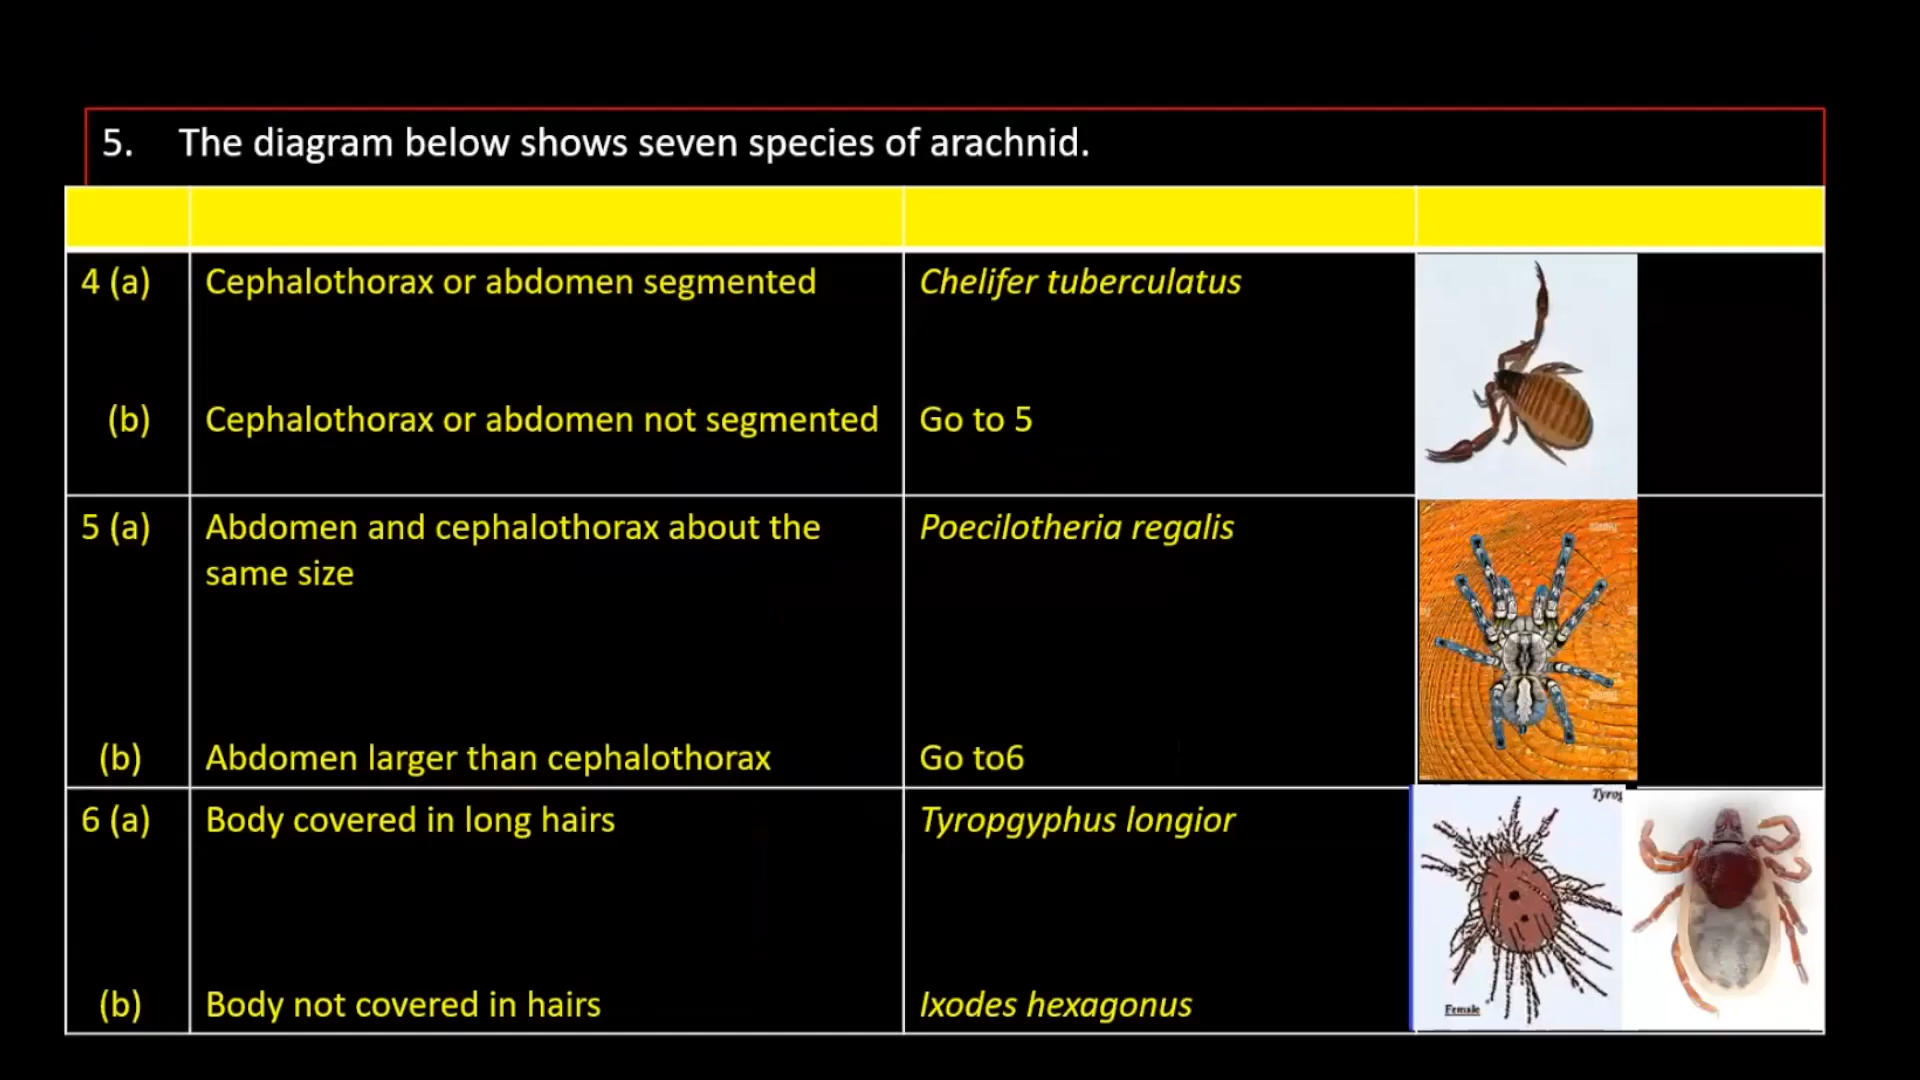 5. The diagram below shows seven species of arachnid.
4 (a) Cephalothorax or abdomen segmented Chelifer tuberculatus
(b) Cephalothorax or abdomen not segmented Go to 5
5 (a) Abdomen and cephalothorax about the Poecilotheria regalis
same size
(b) Abdomen larger than cephalothorax Go to6
6 (a) Body covered in long hairs Tyropgyphus longior
(b) Body not covered in hairs Ixodes hexagonus
Female